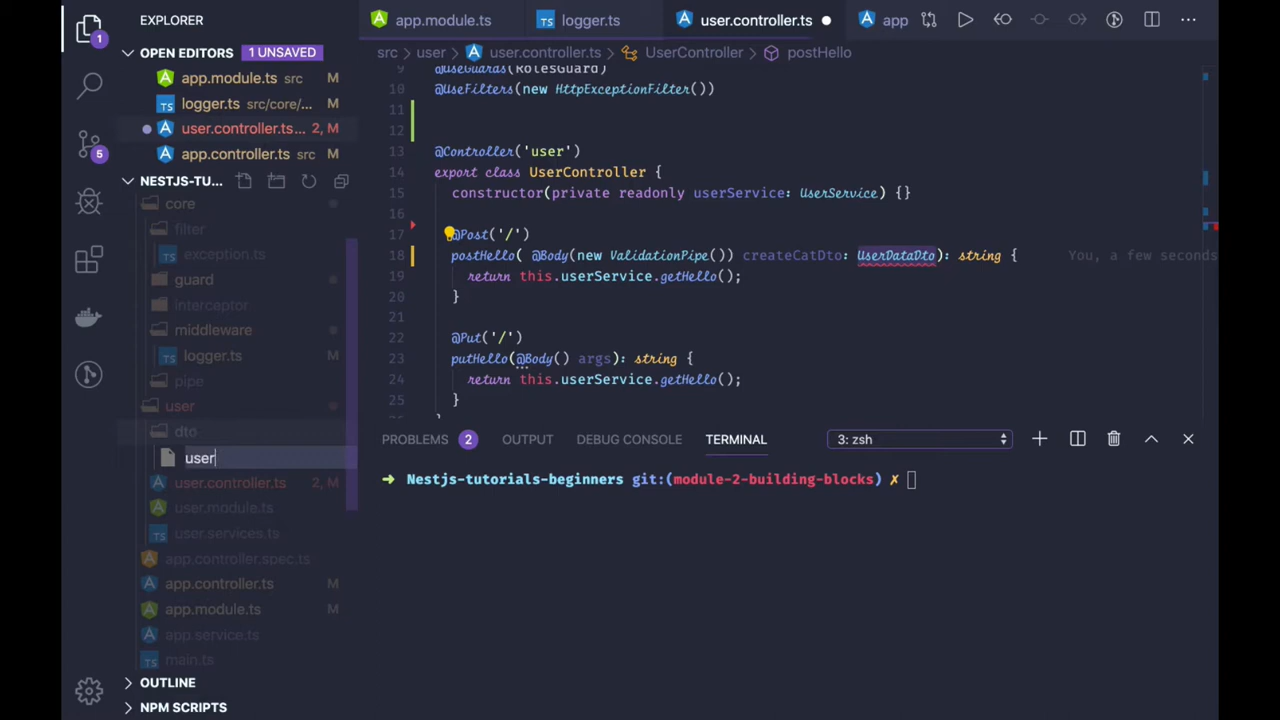 EXPLORER
OPEN EDITORS 1 UNSAVED
app.module.ts src M
logger.ts src/core/... M
user.controller.ts... 2, M
app.controller.ts src M
NESTJS-TU...
core
filter
exception.ts
guard
interceptor
middleware
logger.ts M
pipe
user
dto
user
user.controller.ts 2, M
user.module.ts
user.services.ts
app.controller.spec.ts
app.controller.ts M
app.module.ts M
app.service.ts
main.ts
OUTLINE
NPM SCRIPTS
1
5
app.module.ts logger.ts user.controller.ts app
src > user > user.controller.ts > UserController > postHello
9 @UseGuards(RolesGuard)
10 @UseFilters(new HttpExceptionFilter())
11
12
13 @Controller('user')
14 export class UserController {
15 constructor(private readonly userService: UserService) {}
16
17 @Post('/')
18 postHello( @Body(new ValidationPipe()) createCatDto: UserDataDto): string { You, a few seconds
19 return this.userService.getHello();
20 }
21
22 @Put('/')
23 putHello(@Body() args): string {
24 return this.userService.getHello();
25 }
PROBLEMS 2 OUTPUT DEBUG CONSOLE TERMINAL 3: zsh
➜ Nestjs-tutorials-beginners git:(module-2-building-blocks) ✗